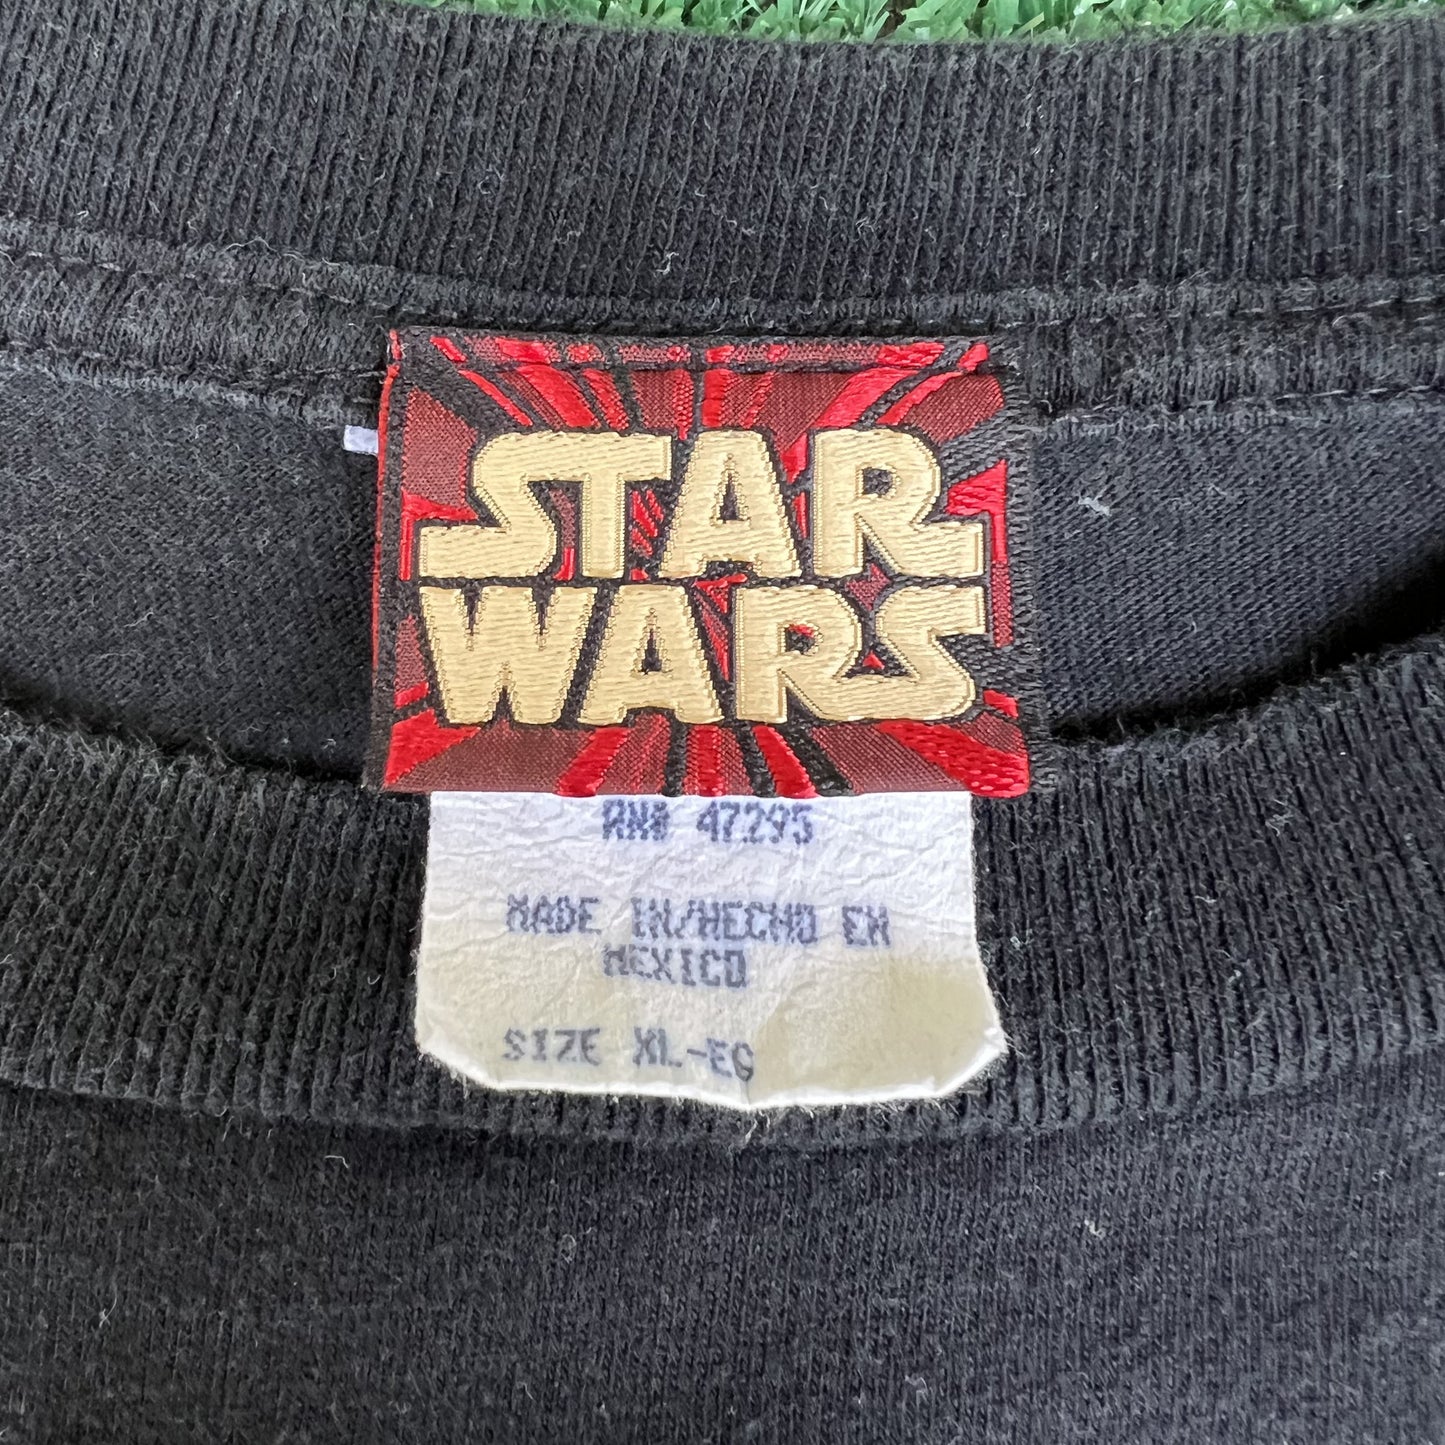 STAR
WARS
RN# 47295
MADE IN/HECHO EN
MEXICO
SIZE XL-EG